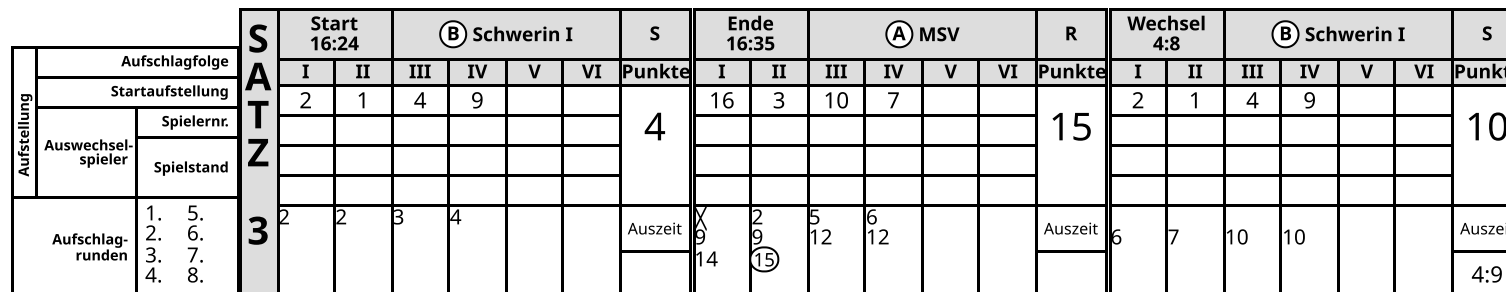 Aufstellung
Aufschlagfolge
Startaufstellung
Auswechsel-
spieler
Spielernr.
Spielstand
Aufschlag-
runden
1. 5.
2. 6.
3. 7.
4. 8.
SATZ
3
Start
16:24
B Schwerin I
S
I II III IV V VI Punkte
2 1 4 9
4
2 2 3 4
Auszeit
Ende
16:35
A MSV
R
I II III IV V VI Punkte
16 3 10 7
15
X 2 5 6
9 9 12 12
14 15
Auszeit
Wechsel
4:8
B Schwerin I
S
I II III IV V VI Punkt
2 1 4 9
10
6 7 10 10
Auszei
4:9